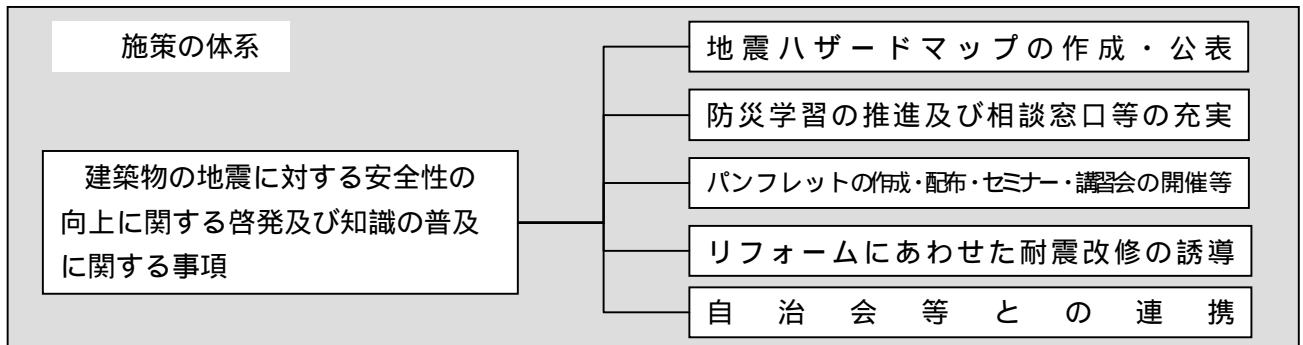 施策の体系
建築物の地震に対する安全性の
向上に関する啓発及び知識の普及
に関する事項
地震ハザードマップの作成・公表
防災学習の推進及び相談窓口等の充実
パンフレットの作成・配布・セミナー・講習会の開催等
リフォームにあわせた耐震改修の誘導
自治会等との連携